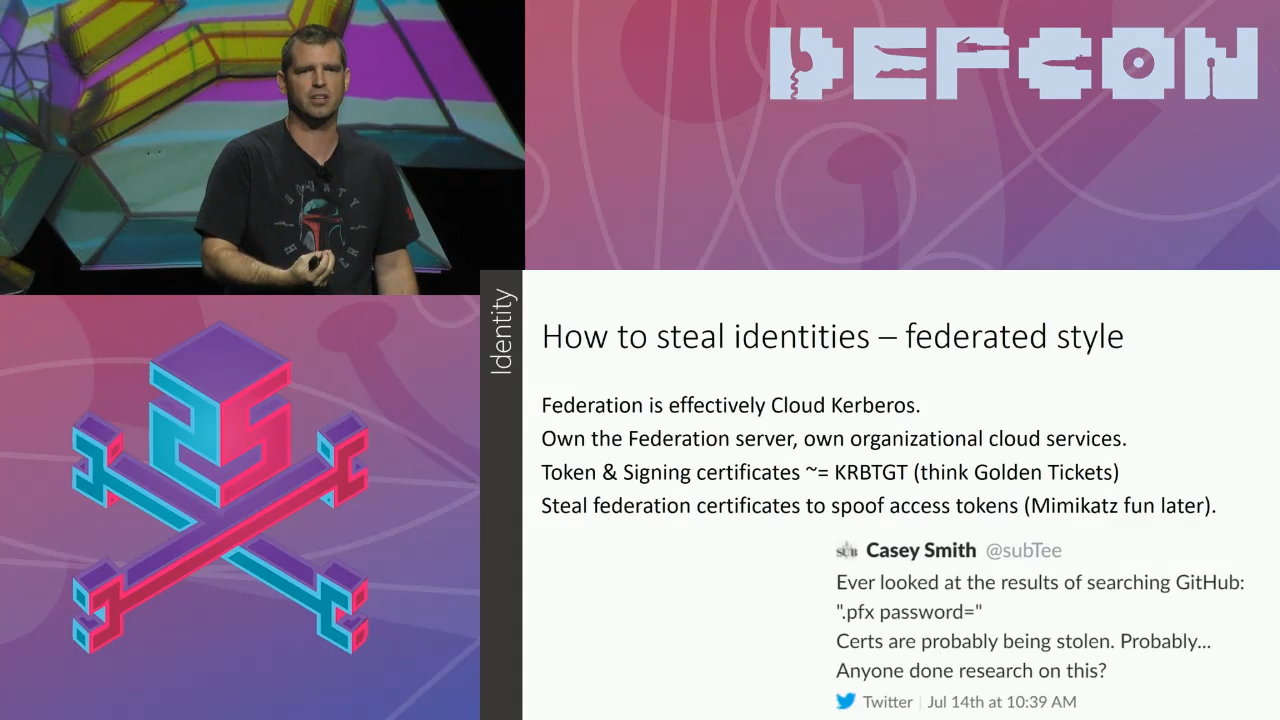 DEFCON
BOUNTY
HUNTER
Identity
How to steal identities – federated style
Federation is effectively Cloud Kerberos.
Own the Federation server, own organizational cloud services.
Token & Signing certificates ~= KRBTGT (think Golden Tickets)
Steal federation certificates to spoof access tokens (Mimikatz fun later).
SUB Casey Smith @subTee
Ever looked at the results of searching GitHub:
".pfx password="
Certs are probably being stolen. Probably...
Anyone done research on this?
Twitter | Jul 14th at 10:39 AM